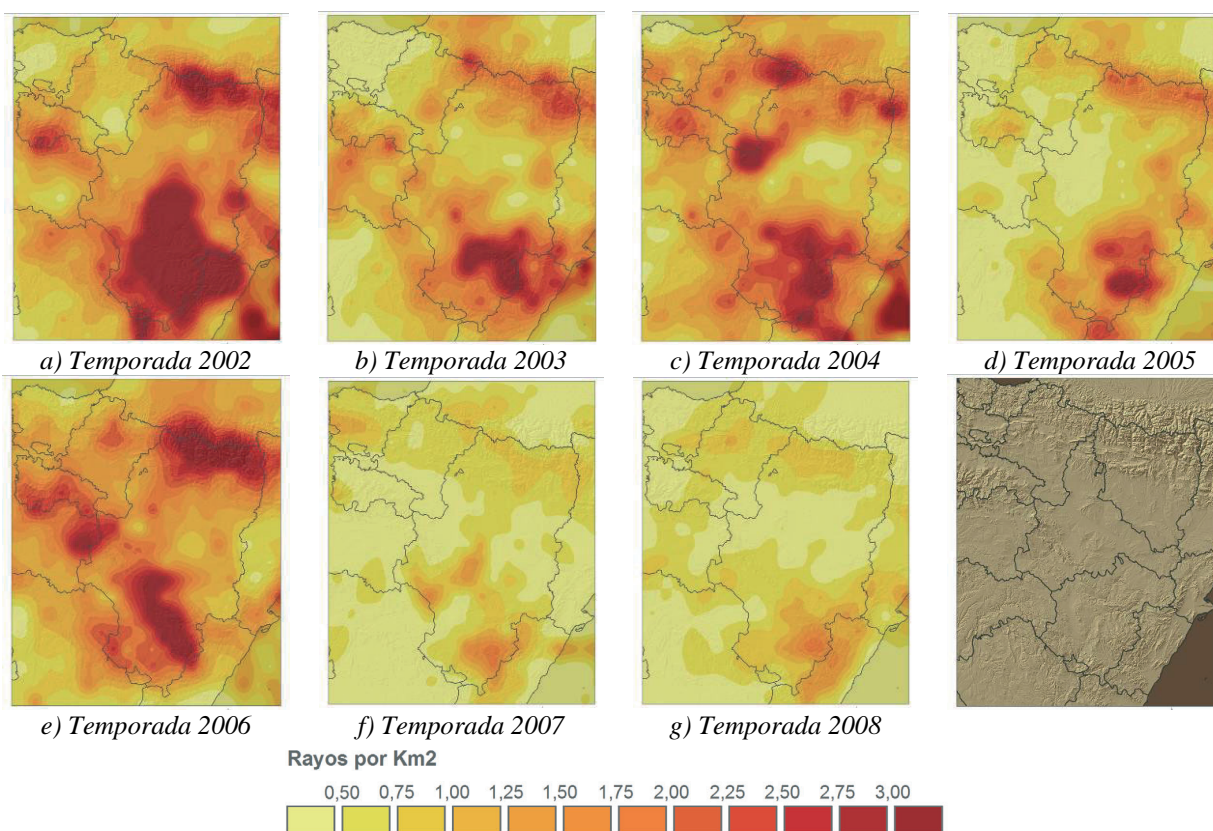 a) Temporada 2002
b) Temporada 2003
c) Temporada 2004
d) Temporada 2005
e) Temporada 2006
f) Temporada 2007
g) Temporada 2008
Rayos por Km2
0,50 0,75 1,00 1,25 1,50 1,75 2,00 2,25 2,50 2,75 3,00